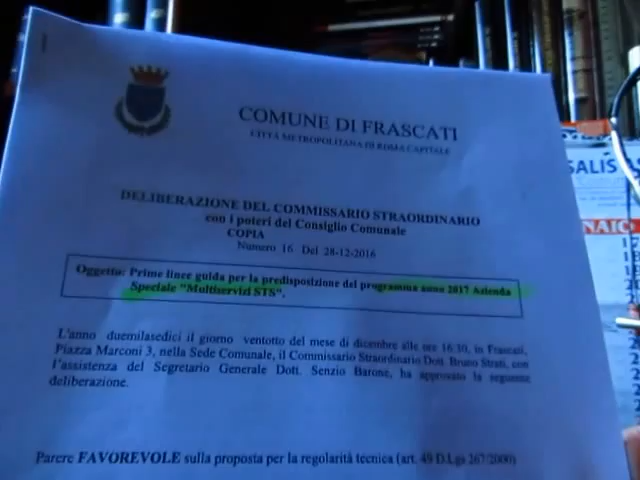 COMUNE DI FRASCATI
CITTÀ METROPOLITANA DI ROMA CAPITALE
DELIBERAZIONE DEL COMMISSARIO STRAORDINARIO
con i poteri del Consiglio Comunale
COPIA
Numero 16 Del 28-12-2016
Oggetto: Prime linee guida per la predisposizione del programma anno 2017 Azienda
Speciale "Multiservizi STS".
L'anno duemilasedici il giorno ventotto del mese di dicembre alle ore 16:30, in Frascati,
Piazza Marconi 3, nella Sede Comunale, il Commissario Straordinario Dott. Bruno Strati, con
l'assistenza del Segretario Generale Dott. Senzio Barone, ha approvato la seguente
deliberazione.
Parere FAVOREVOLE sulla proposta per la regolarità tecnica (art. 49 D.Lgs 267/2000)
SALIS
NAIO